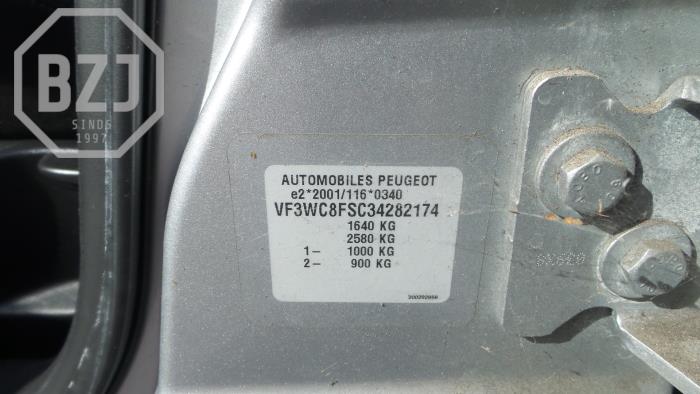 BZJ
SINDS
1997
AUTOMOBILES PEUGEOT
e2*2001/116*0340
VF3WC8FSC34282174
1640 KG
2580 KG
1– 1000 KG
2– 900 KG